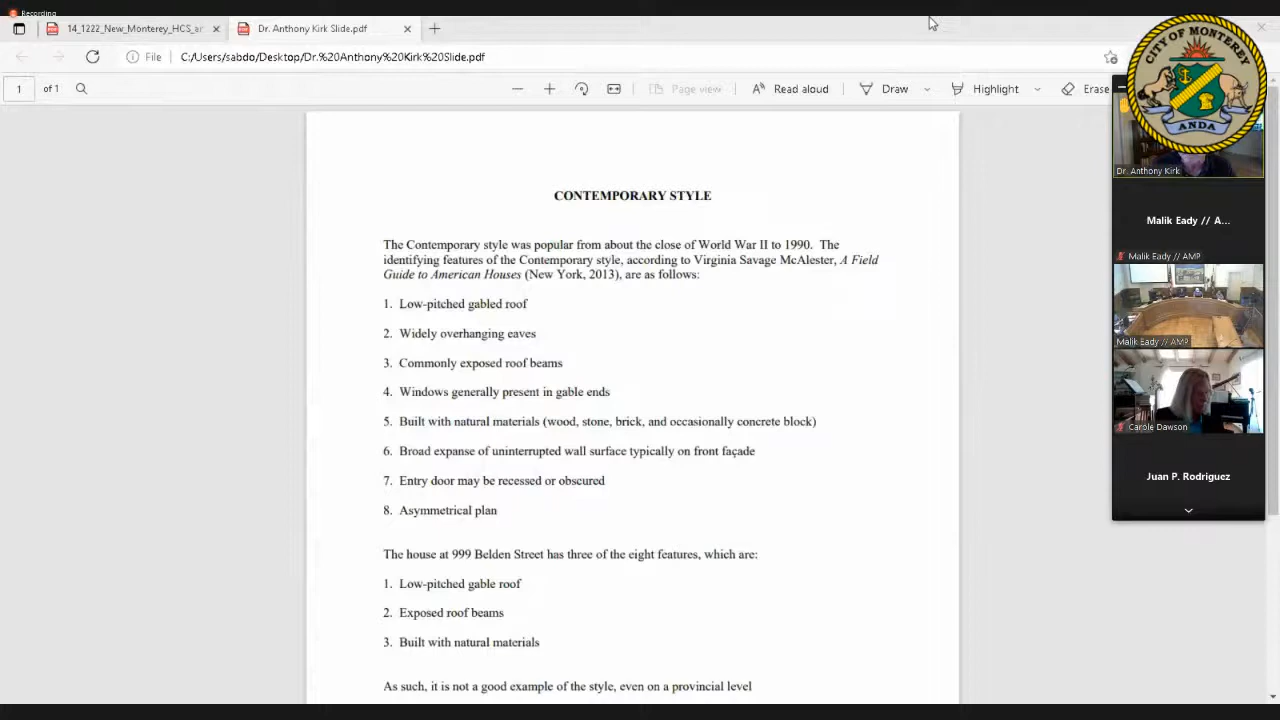 Recording
14_1222_New_Monterey_HCS_ar
Dr. Anthony Kirk Slide.pdf
File
C:/Users/sabdo/Desktop/Dr.%20Anthony%20Kirk%20Slide.pdf
1 of 1
Page view
Read aloud
Draw
Highlight
Erase
CITY OF MONTEREY
ANDA
Dr. Anthony Kirk
Malik Eady // A...
Malik Eady // AMP
Malik Eady // AMP
Carole Dawson
Juan P. Rodriguez
CONTEMPORARY STYLE
The Contemporary style was popular from about the close of World War II to 1990. The
identifying features of the Contemporary style, according to Virginia Savage McAlester, A Field
Guide to American Houses (New York, 2013), are as follows:
1. Low-pitched gabled roof
2. Widely overhanging eaves
3. Commonly exposed roof beams
4. Windows generally present in gable ends
5. Built with natural materials (wood, stone, brick, and occasionally concrete block)
6. Broad expanse of uninterrupted wall surface typically on front façade
7. Entry door may be recessed or obscured
8. Asymmetrical plan
The house at 999 Belden Street has three of the eight features, which are:
1. Low-pitched gable roof
2. Exposed roof beams
3. Built with natural materials
As such, it is not a good example of the style, even on a provincial level